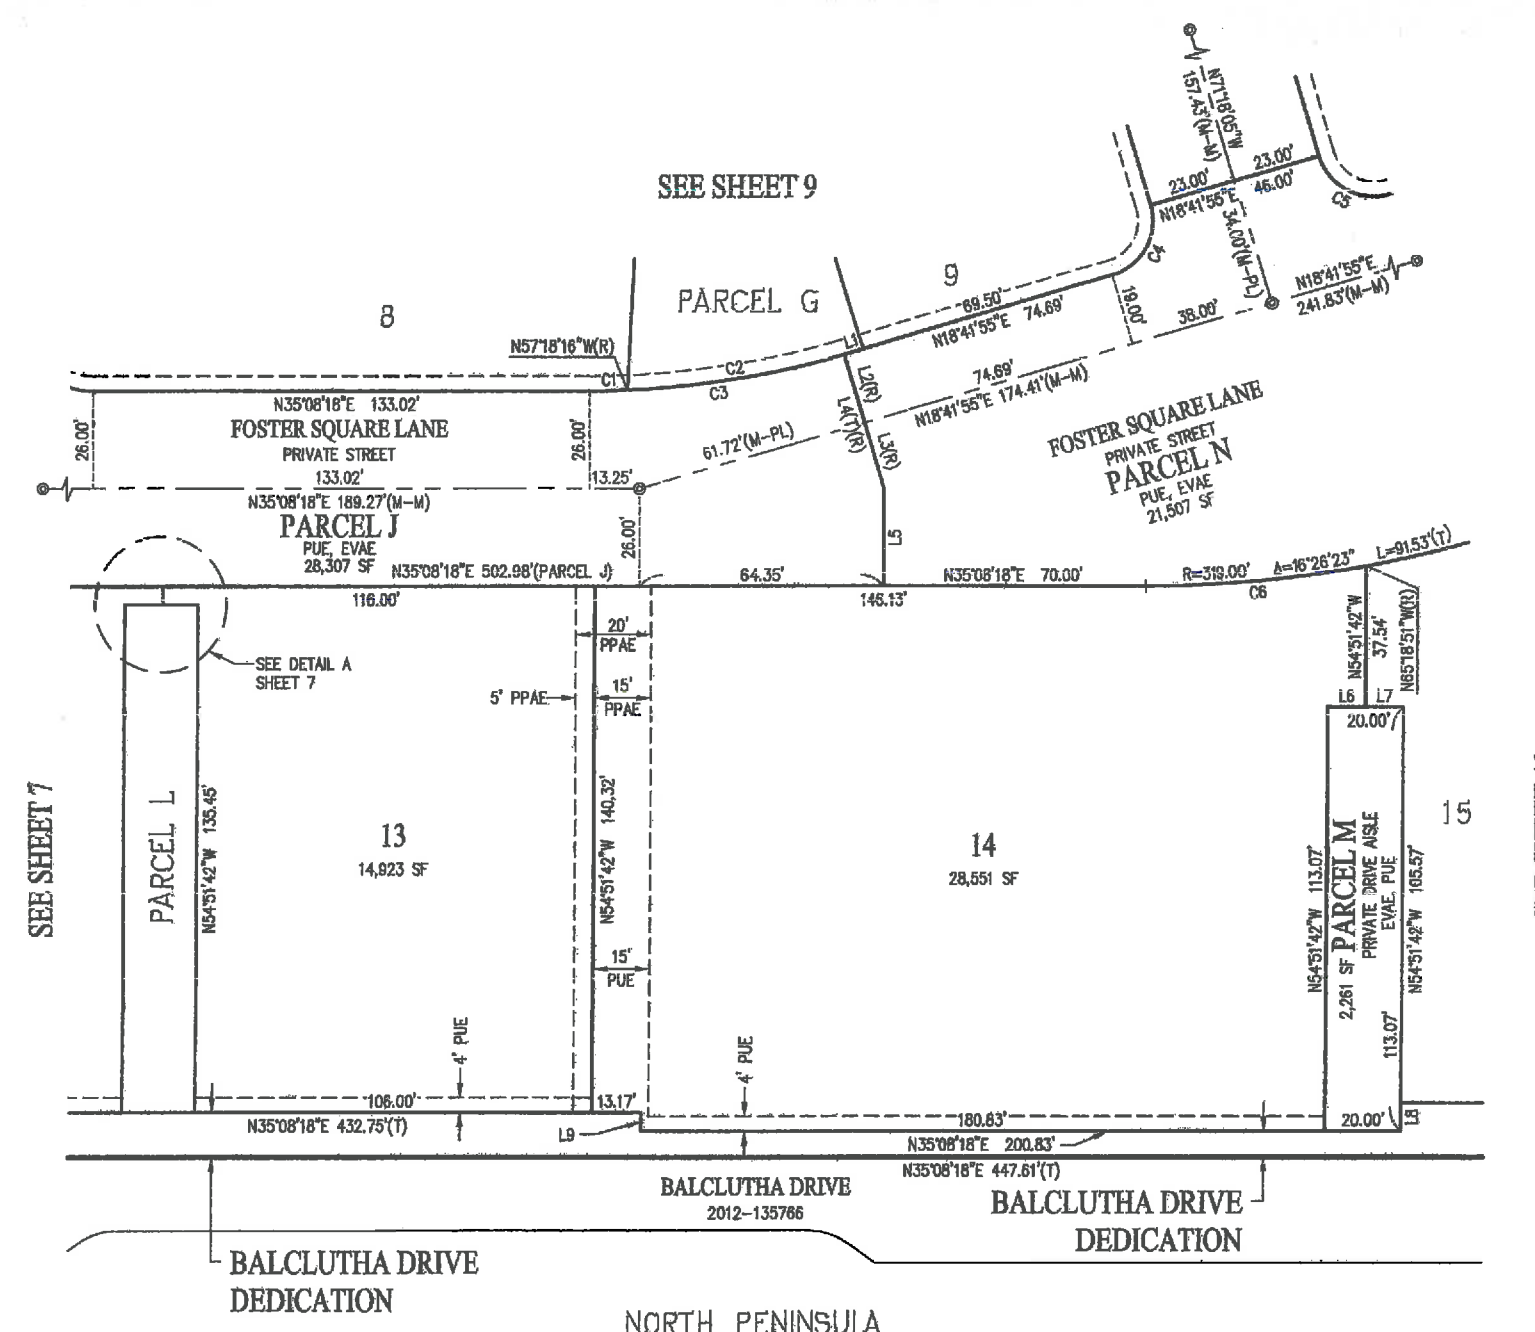 N71°18'05"W
157.43'(M-M)
23.00'
23.00'
46.00'
N18°41'55"E
C5
34.00'(M-PL)
C4
N18°41'55"E
241.83'(M-M)
SEE SHEET 9
9
PARCEL G
69.50'
N18°41'55"E 74.69'
19.00'
38.00'
8
N57°18'16"W(R)
L1
C1
C2
C3
L2(R)
74.69'
N18°41'55"E 174.41'(M-M)
L4(T)(R)
L3(R)
61.72'(M-PL)
N35°08'18"E 133.02'
26.00'
FOSTER SQUARE LANE
PRIVATE STREET
26.00'
133.02'
13.25'
N35°08'18"E 189.27'(M-M)
PARCEL J
PUE, EVAE
28,307 SF
26.00'
FOSTER SQUARE LANE
PRIVATE STREET
PARCEL N
PUE, EVAE
21,507 SF
L5
N35°08'18"E 502.98'(PARCEL J)
64.35'
N35°08'18"E 70.00'
R=319.00'
Δ=16°26'23"
L=91.53'(T)
C6
116.00'
146.13'
20'
PPAE
SEE DETAIL A
SHEET 7
5' PPAE
15'
PPAE
N54°51'42"W
37.54'
N65°18'51"W(R)
L6
L7
20.00'
SEE SHEET 7
PARCEL L
N54°51'42"W 135.45'
13
14,923 SF
N54°51'42"W 140.32'
14
28,551 SF
N54°51'42"W 113.07'
2,261 SF
PARCEL M
PRIVATE DRIVE AISLE
EVAE, PUE
113.07'
N54°51'42"W 105.57'
15
15'
PUE
4' PUE
4' PUE
106.00'
13.17'
N35°08'18"E 432.75'(T)
L9
180.83'
20.00'
L8
N35°08'18"E 200.83'
N35°08'18"E 447.61'(T)
BALCLUTHA DRIVE
2012-135766
BALCLUTHA DRIVE
DEDICATION
BALCLUTHA DRIVE
DEDICATION
NORTH PENINSULA